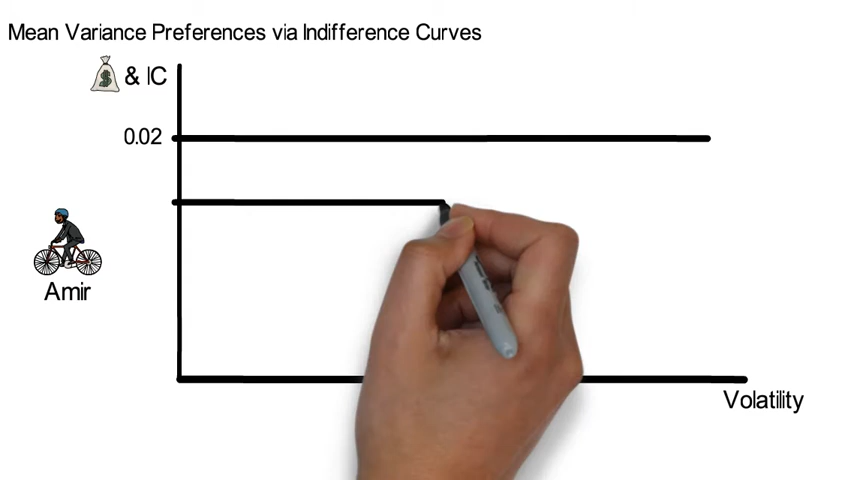 Mean Variance Preferences via Indifference Curves
$ & IC
0.02
Amir
Volatility